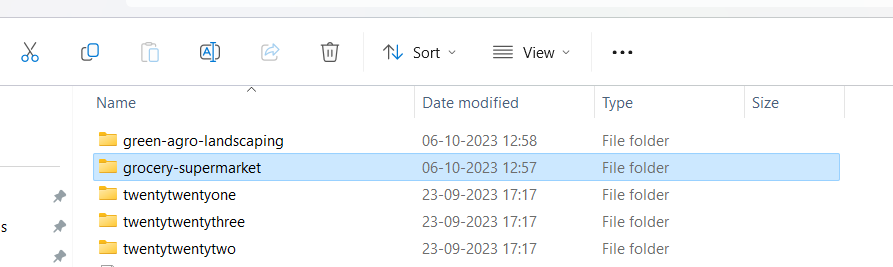 Sort View
Name Date modified Type Size
green-agro-landscaping 06-10-2023 12:58 File folder
grocery-supermarket 06-10-2023 12:57 File folder
twentytwentyone 23-09-2023 17:17 File folder
s twentytwentythree 23-09-2023 17:17 File folder
twentytwentytwo 23-09-2023 17:17 File folder